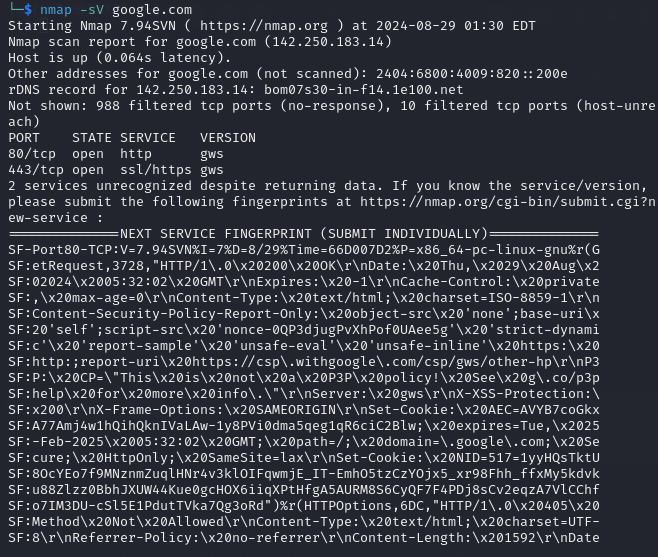 └─$ nmap -sV google.com
Starting Nmap 7.94SVN ( https://nmap.org ) at 2024-08-29 01:30 EDT
Nmap scan report for google.com (142.250.183.14)
Host is up (0.064s latency).
Other addresses for google.com (not scanned): 2404:6800:4009:820::200e
rDNS record for 142.250.183.14: bom07s30-in-f14.1e100.net
Not shown: 988 filtered tcp ports (no-response), 10 filtered tcp ports (host-unre
ach)
PORT    STATE SERVICE   VERSION
80/tcp  open  http      gws
443/tcp open  ssl/https gws
2 services unrecognized despite returning data. If you know the service/version,
please submit the following fingerprints at https://nmap.org/cgi-bin/submit.cgi?n
ew-service :
==============NEXT SERVICE FINGERPRINT (SUBMIT INDIVIDUALLY)==============
SF-Port80-TCP:V=7.94SVN%I=7%D=8/29%Time=66D007D2%P=x86_64-pc-linux-gnu%r(G
SF:etRequest,3728,"HTTP/1\.0\x20200\x20OK\r\nDate:\x20Thu,\x2029\x20Aug\x2
SF:02024\x2005:32:02\x20GMT\r\nExpires:\x20-1\r\nCache-Control:\x20private
SF:,\x20max-age=0\r\nContent-Type:\x20text/html;\x20charset=ISO-8859-1\r\n
SF:Content-Security-Policy-Report-Only:\x20object-src\x20'none';base-uri\x
SF:20'self';script-src\x20'nonce-0QP3djugPvXhPof0UAee5g'\x20'strict-dynami
SF:c'\x20'report-sample'\x20'unsafe-eval'\x20'unsafe-inline'\x20https:\x20
SF:http:;report-uri\x20https://csp\.withgoogle\.com/csp/gws/other-hp\r\nP3
SF:P:\x20CP=\"This\x20is\x20not\x20a\x20P3P\x20policy!\x20See\x20g\.co/p3p
SF:help\x20for\x20more\x20info\.\"\r\nServer:\x20gws\r\nX-XSS-Protection:\
SF:x200\r\nX-Frame-Options:\x20SAMEORIGIN\r\nSet-Cookie:\x20AEC=AVYB7coGkx
SF:A77Amj4w1hQihQknIVaLAw-1y8PVi0dma5qeg1qR6ciC2Blw;\x20expires=Tue,\x2025
SF:-Feb-2025\x2005:32:02\x20GMT;\x20path=/;\x20domain=\.google\.com;\x20Se
SF:cure;\x20HttpOnly;\x20SameSite=lax\r\nSet-Cookie:\x20NID=517=1yyHQsTktU
SF:8OcYEo7f9MNznmZuqlHNr4v3klOIFqwmjE_IT-EmhO5tzCzYOjx5_xr98Fhh_ffxMy5kdvk
SF:u88Zlzz0BbhJXUW44Kue0gcHOX6iiqXPtHfgA5AURM8S6CyQF7F4PDj8sCv2eqzA7VlCChf
SF:o7IM3DU-cSl5E1PdutTVka7Qg3oRd")%r(HTTPOptions,6DC,"HTTP/1\.0\x20405\x20
SF:Method\x20Not\x20Allowed\r\nContent-Type:\x20text/html;\x20charset=UTF-
SF:8\r\nReferrer-Policy:\x20no-referrer\r\nContent-Length:\x201592\r\nDate